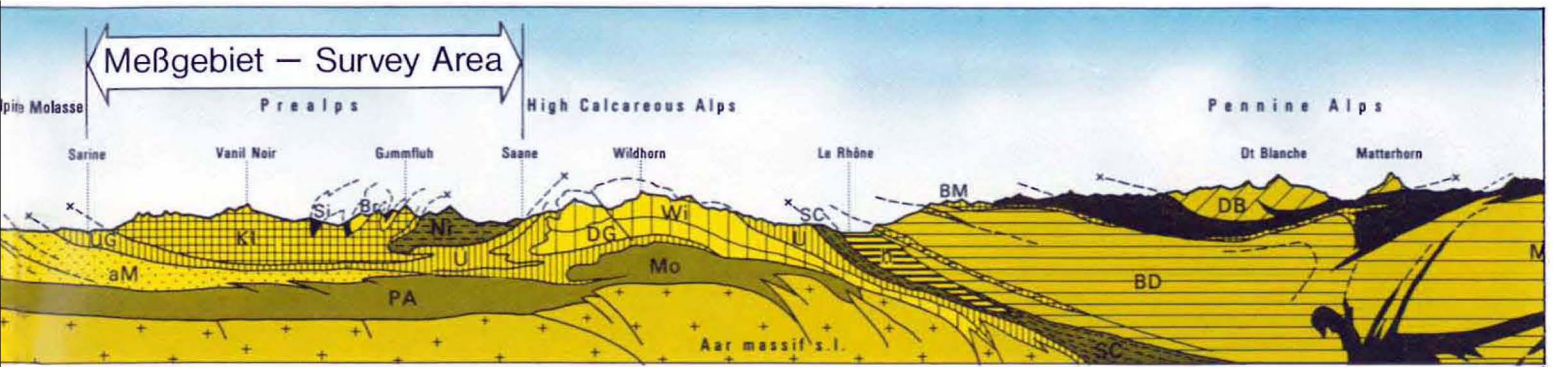 Meßgebiet — Survey Area
Molasse
Prealps
High Calcareous Alps
Pennine Alps
Sarine
Vanil Noir
Gummfluh
Saane
Wildhorn
Le Rhône
Dt Blanche
Matterhorn
Si
Br
BM
SC
DB
UG
Kl
Nr
Wi
DG
U
U
aM
Mo
BD
M
PA
Aar massif s.l.
SC